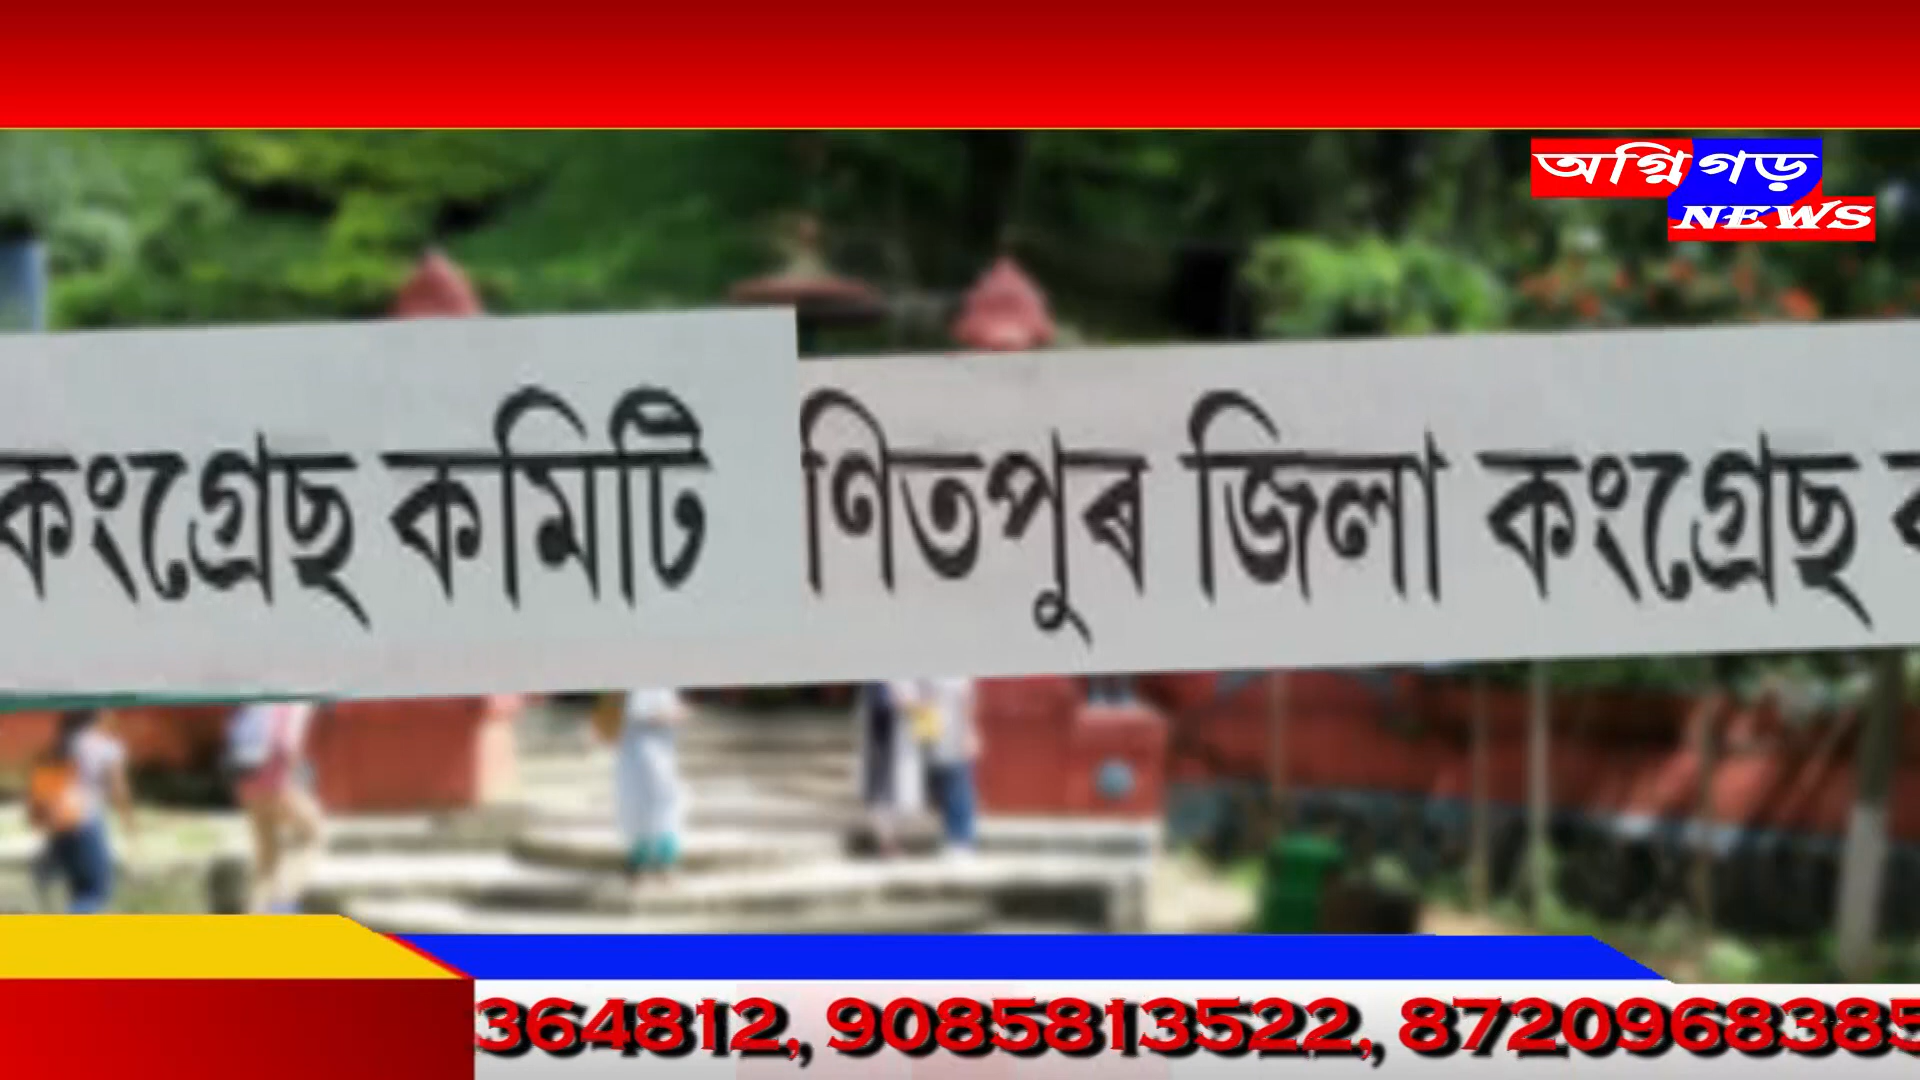 অগ্নিগড়
NEWS
কংগ্ৰেছ কমিটি
ণিতপুৰ জিলা কংগ্ৰেছ
364812, 9085813522, 8720968385